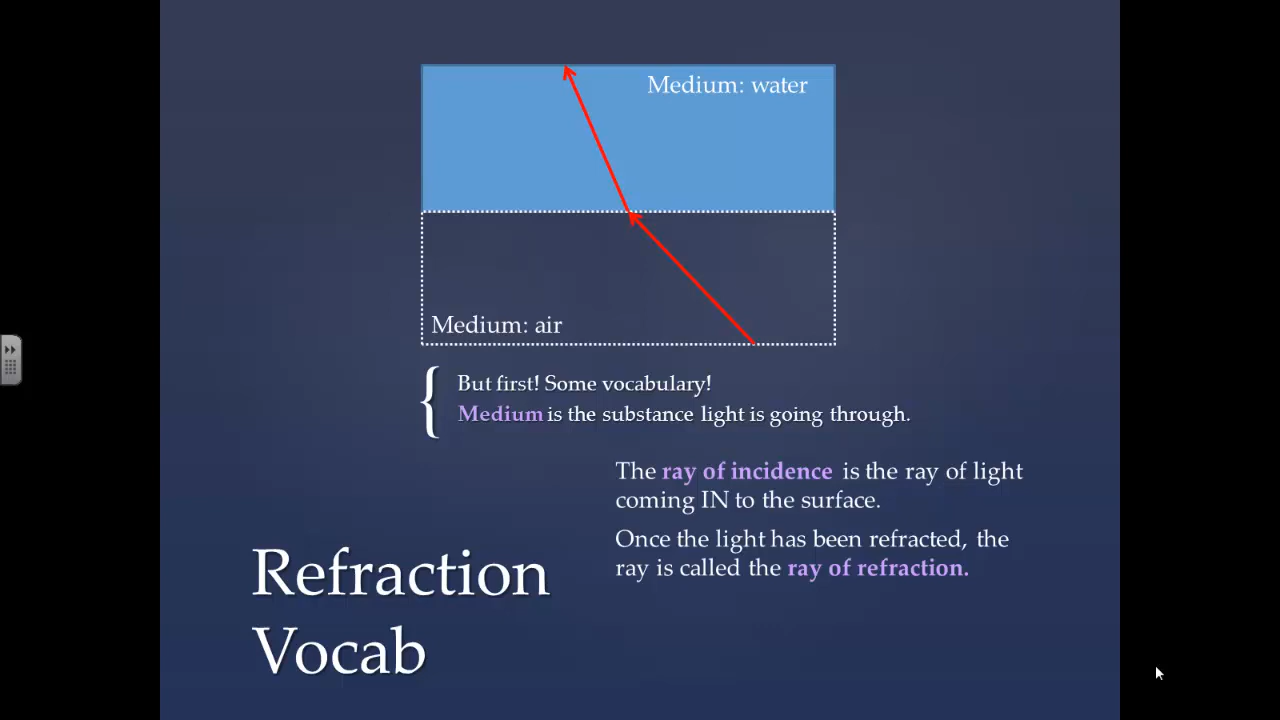 Medium: water
Medium: air
But first! Some vocabulary!
Medium is the substance light is going through.
The ray of incidence is the ray of light
coming IN to the surface.
Once the light has been refracted, the
ray is called the ray of refraction.
Refraction
Vocab